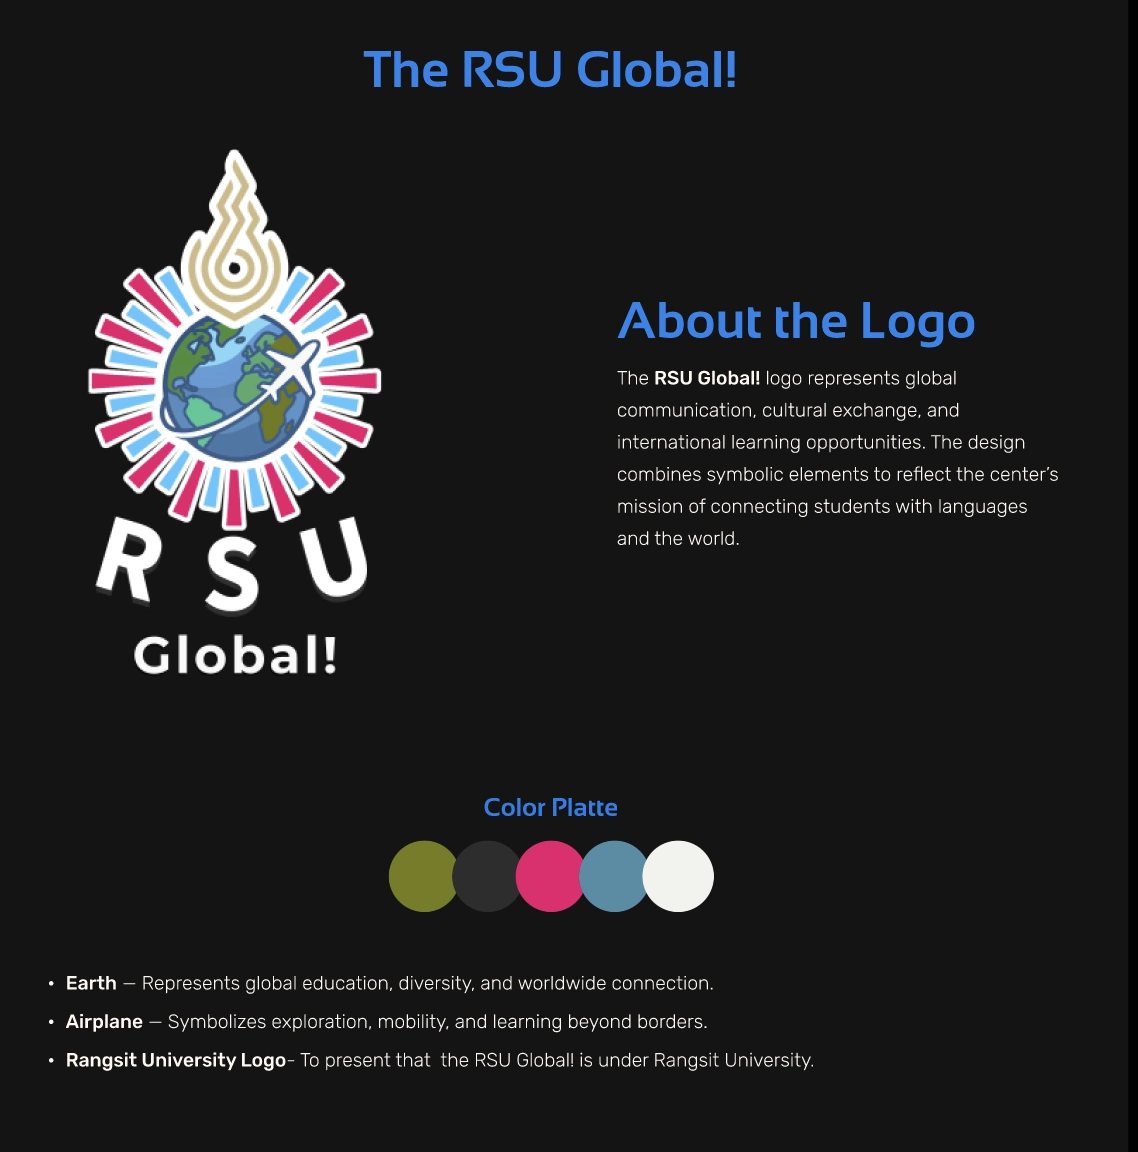 The RSU Global!
RSU
Global!
About the Logo
The RSU Global! logo represents global
communication, cultural exchange, and
international learning opportunities. The design
combines symbolic elements to reflect the center's
mission of connecting students with languages
and the world.
Color Platte
• Earth — Represents global education, diversity, and worldwide connection.
• Airplane — Symbolizes exploration, mobility, and learning beyond borders.
• Rangsit University Logo- To present that  the RSU Global! is under Rangsit University.